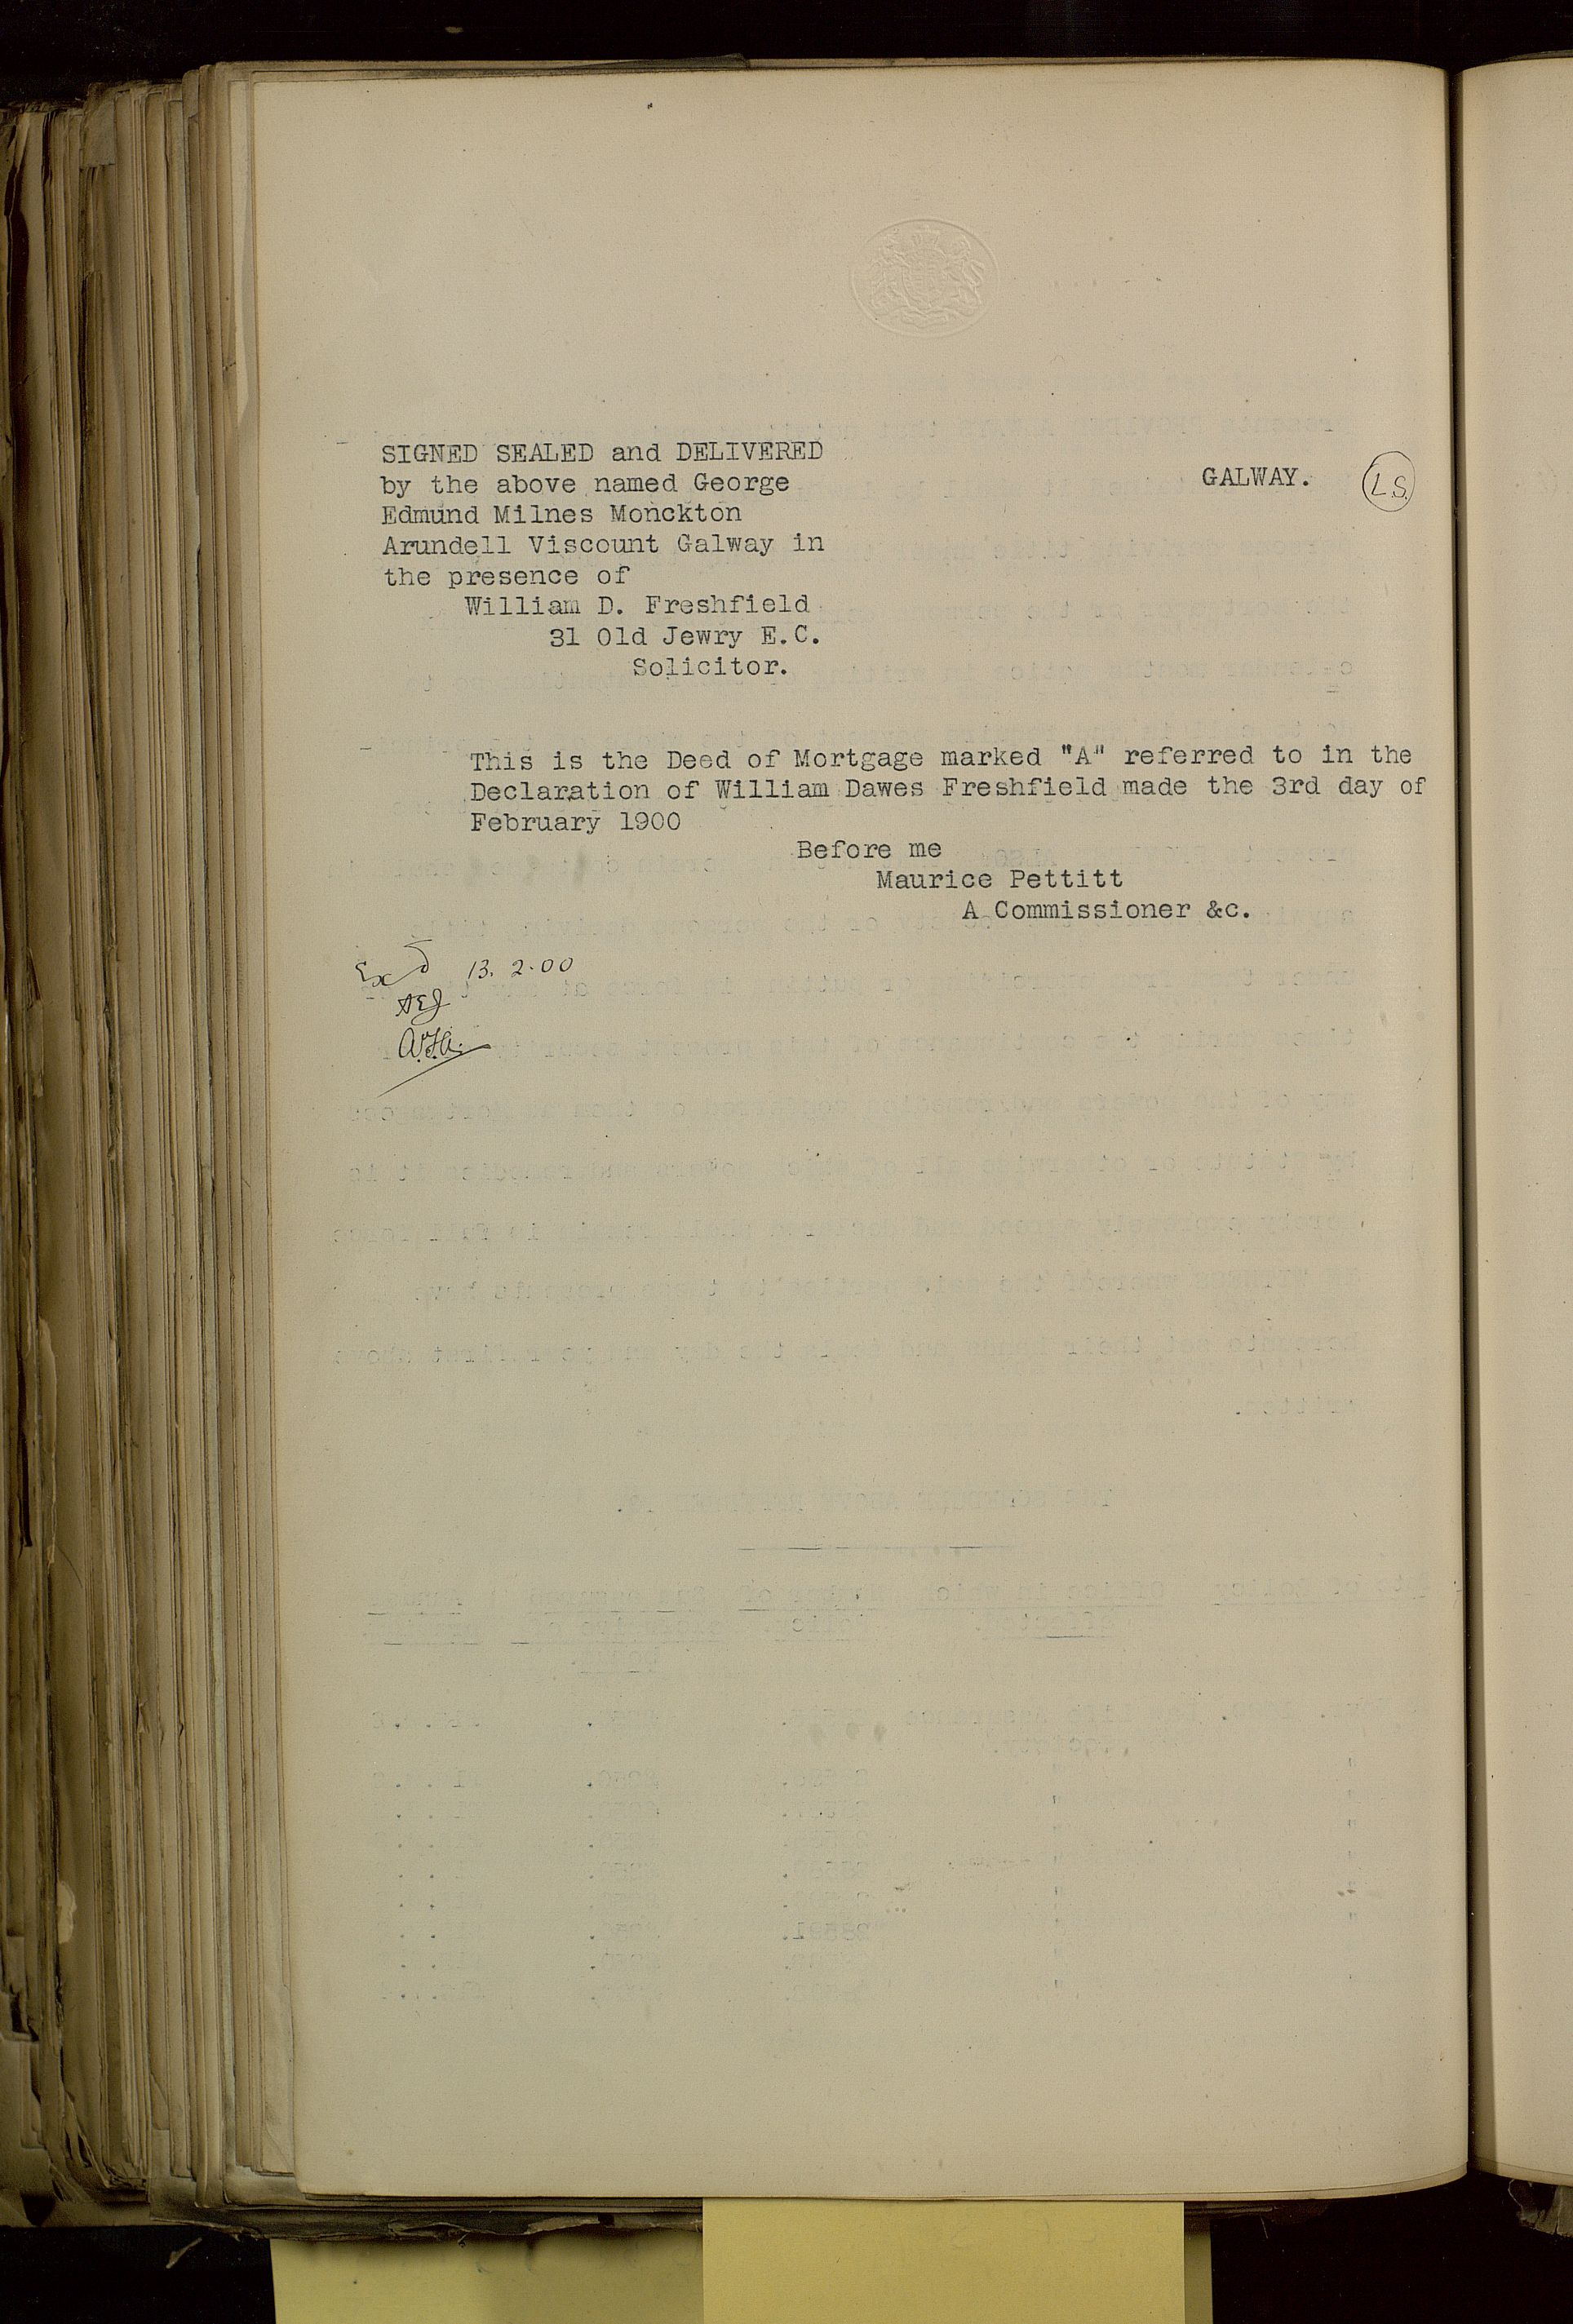 SIGNED SEALED and DELIVERED
by the above named George
GALWAY. L.S.
Edmund Milnes Monckton
Arundell Viscount Galway in
the presence of
William D. Freshfield
31 Old Jewry E.C.
Solicitor.
This is the Deed of Mortgage marked "A" referred to in the
Declaration of William Dawes Freshfield made the 3rd day of
February 1900
Before me
Maurice Pettitt
A Commissioner &c.
Exd 13.2.00